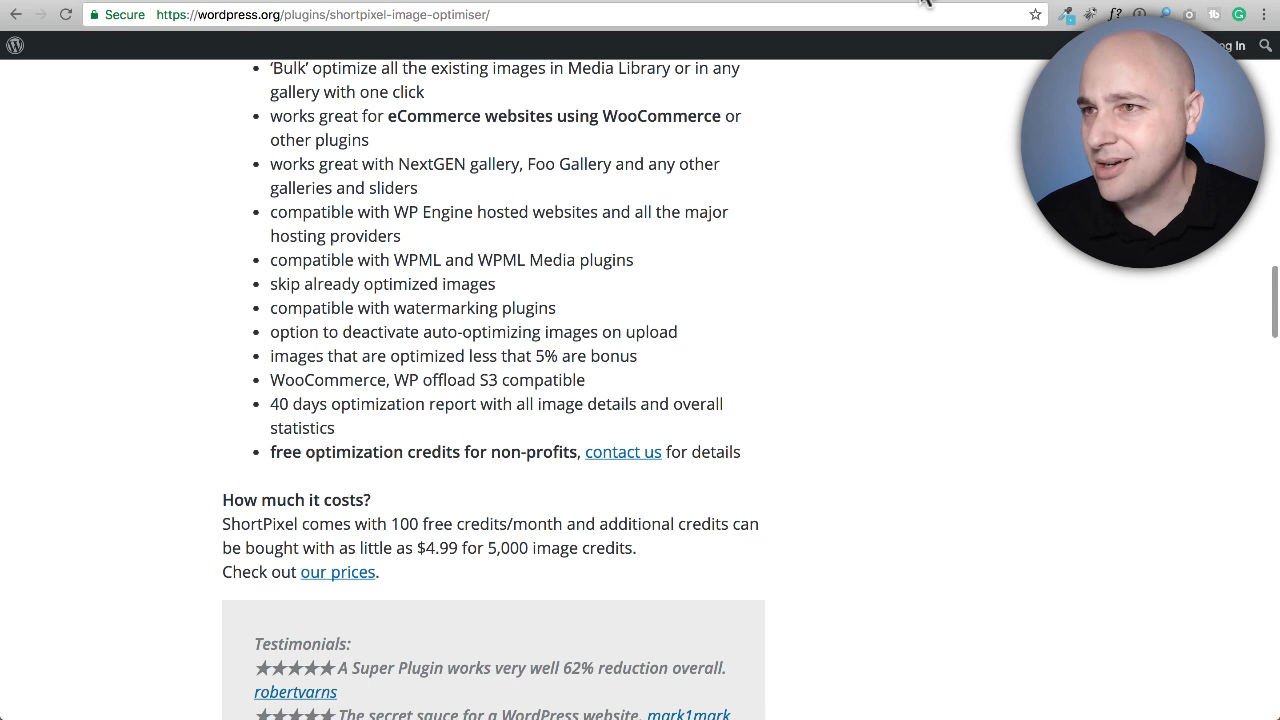 Secure https://wordpress.org/plugins/shortpixel-image-optimiser/
og In
• 'Bulk' optimize all the existing images in Media Library or in any
gallery with one click
• works great for eCommerce websites using WooCommerce or
other plugins
• works great with NextGEN gallery, Foo Gallery and any other
galleries and sliders
• compatible with WP Engine hosted websites and all the major
hosting providers
• compatible with WPML and WPML Media plugins
• skip already optimized images
• compatible with watermarking plugins
• option to deactivate auto-optimizing images on upload
• images that are optimized less that 5% are bonus
• WooCommerce, WP offload S3 compatible
• 40 days optimization report with all image details and overall
statistics
• free optimization credits for non-profits, contact us for details
How much it costs?
ShortPixel comes with 100 free credits/month and additional credits can
be bought with as little as $4.99 for 5,000 image credits.
Check out our prices.
Testimonials:
★★★★★ A Super Plugin works very well 62% reduction overall.
robertvarns
★★★★★ The secret sauce for a WordPress website. mark1mark